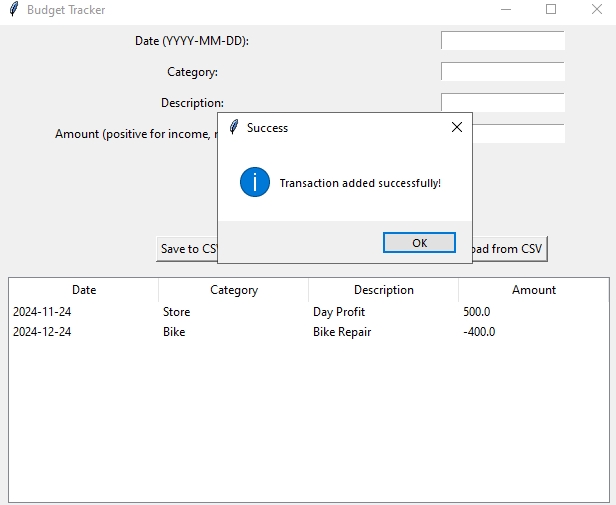 Budget Tracker
Date (YYYY-MM-DD):
Category:
Description:
Amount (positive for income,
Success
Transaction added successfully!
OK
Save to
from CSV
Date Category Description Amount
2024-11-24 Store Day Profit 500.0
2024-12-24 Bike Bike Repair -400.0